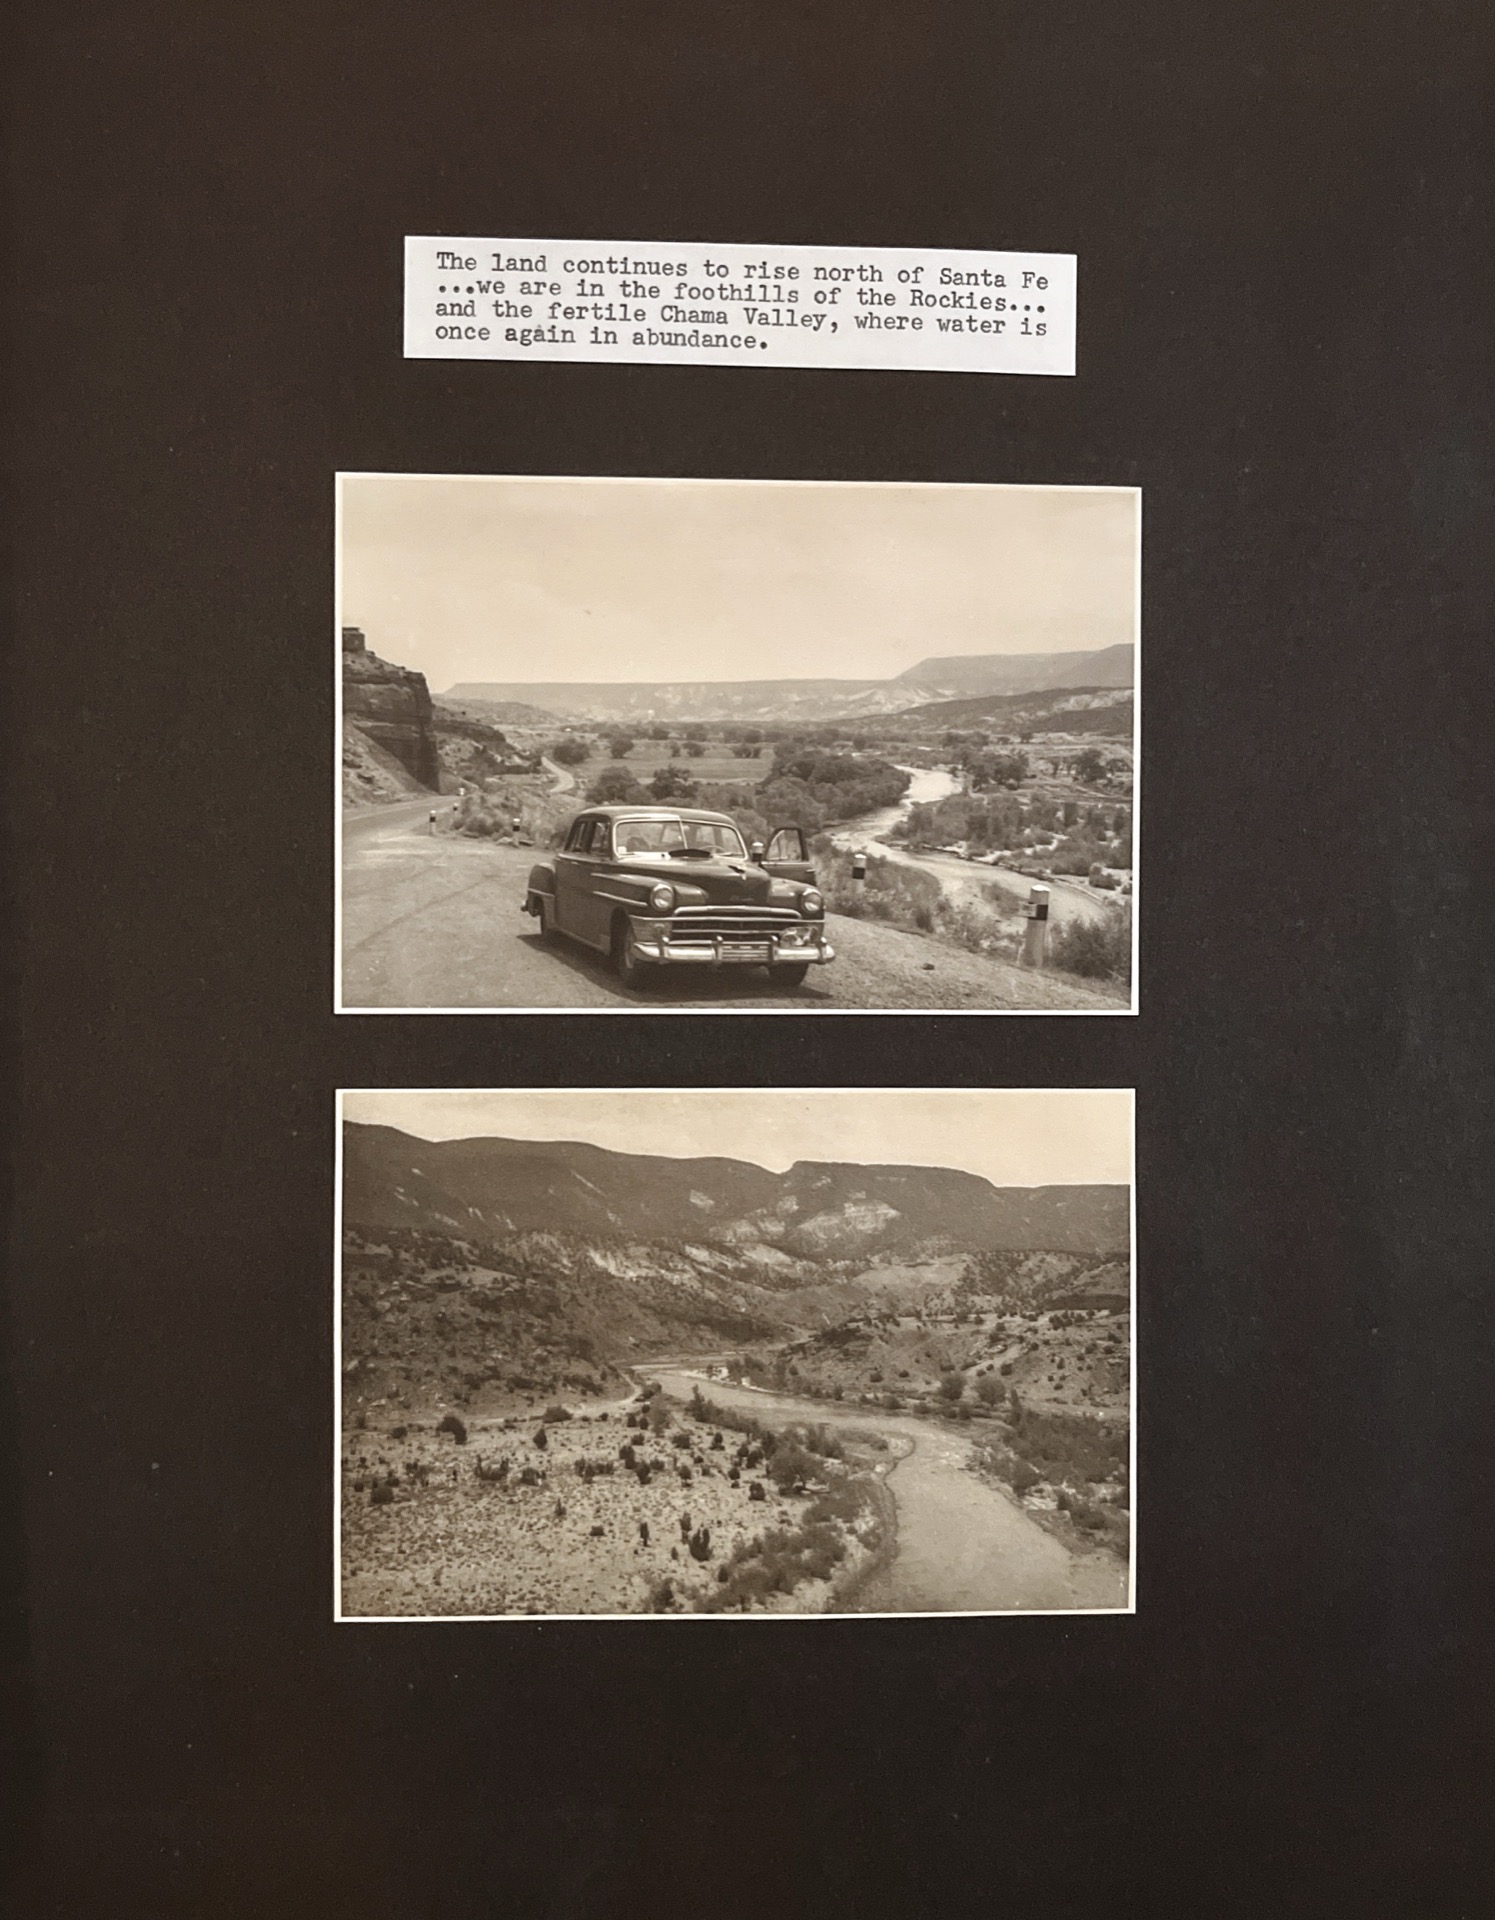 The land continues to rise north of Santa Fe
...we are in the foothills of the Rockies...
and the fertile Chama Valley, where water is
once again in abundance.